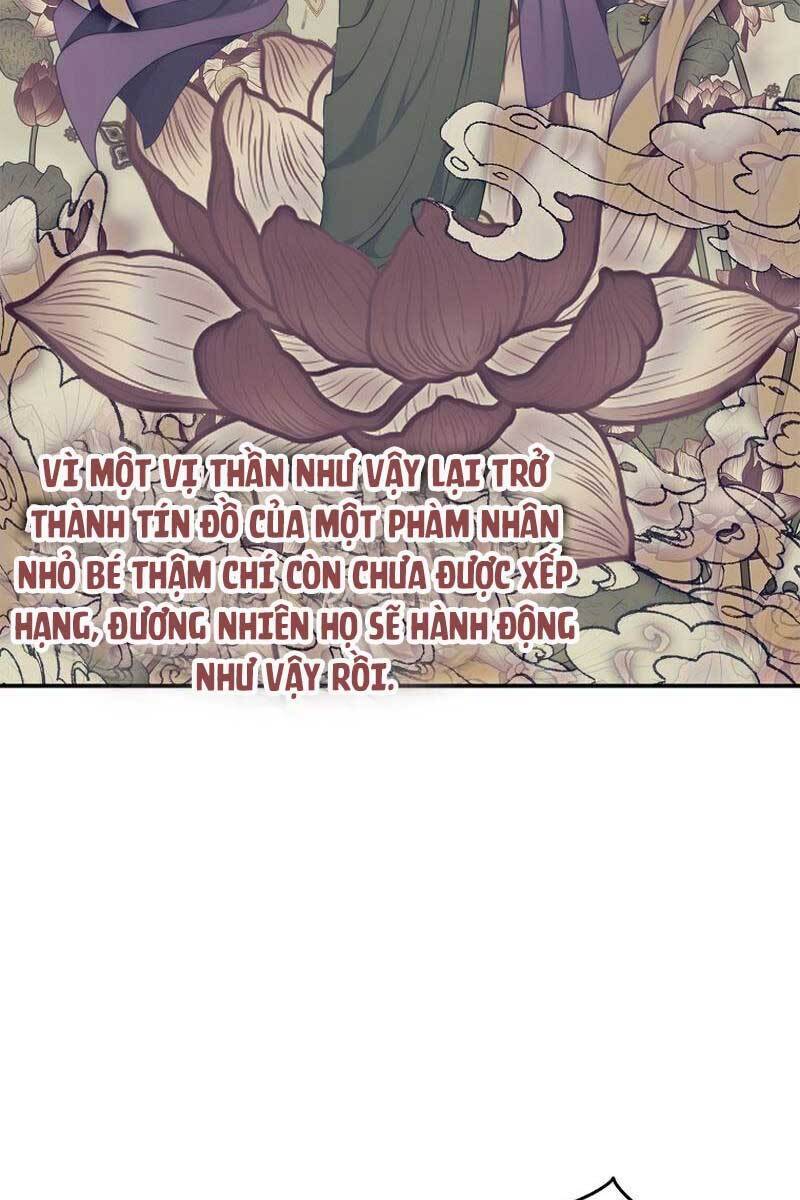 VÌ MỘT VỊ THẦN NHƯ VẬY LẠI TRỞ
THÀNH TÍN ĐỒ CỦA MỘT PHÀM NHÂN
NHỎ BÉ THẬM CHÍ CÒN CHƯA ĐƯỢC XẾP
HẠNG, ĐƯƠNG NHIÊN HỌ SẼ HÀNH ĐỘNG
NHƯ VẬY RỒI.